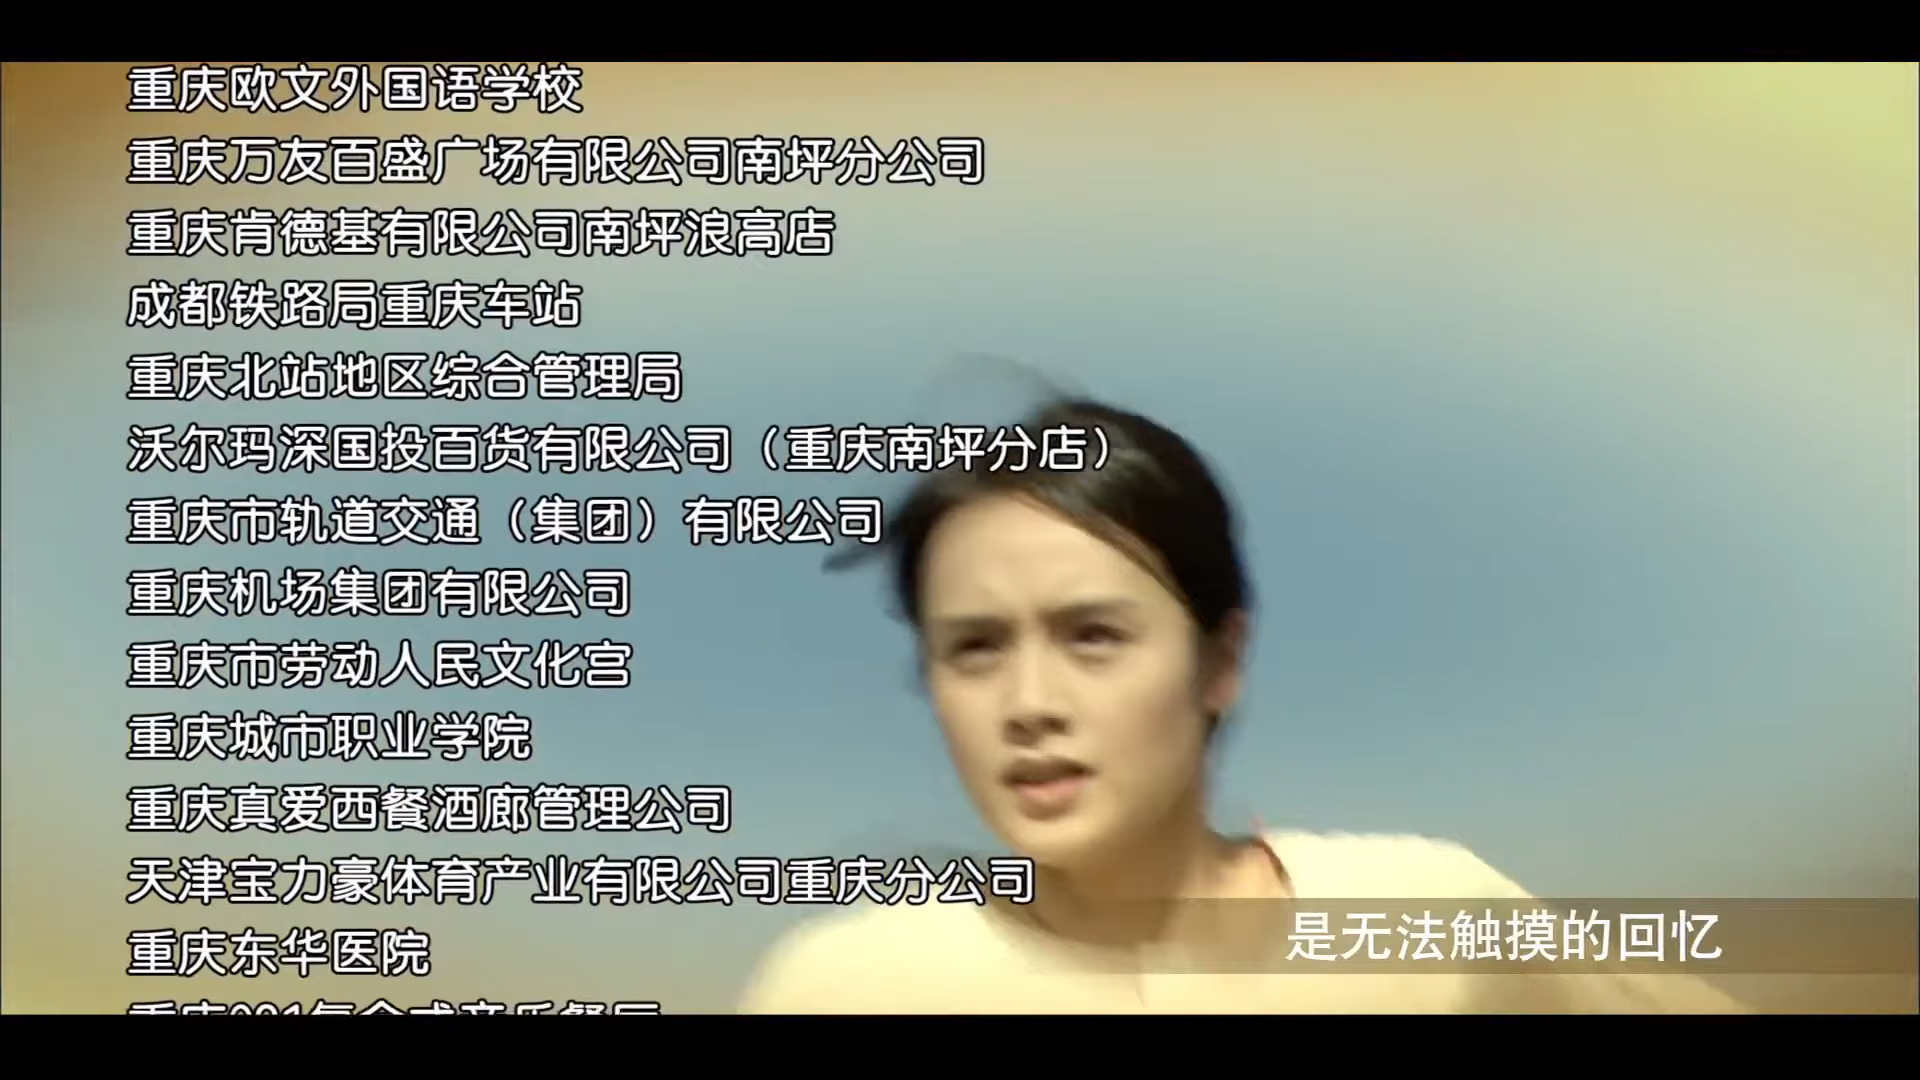 重庆欧文外国语学校
重庆万友百盛广场有限公司南坪分公司
重庆肯德基有限公司南坪浪高店
成都铁路局重庆车站
重庆北站地区综合管理局
沃尔玛深国投百货有限公司（重庆南坪分店）
重庆市轨道交通（集团）有限公司
重庆机场集团有限公司
重庆市劳动人民文化宫
重庆城市职业学院
重庆真爱西餐酒廊管理公司
天津宝力豪体育产业有限公司重庆分公司
重庆东华医院
是无法触摸的回忆